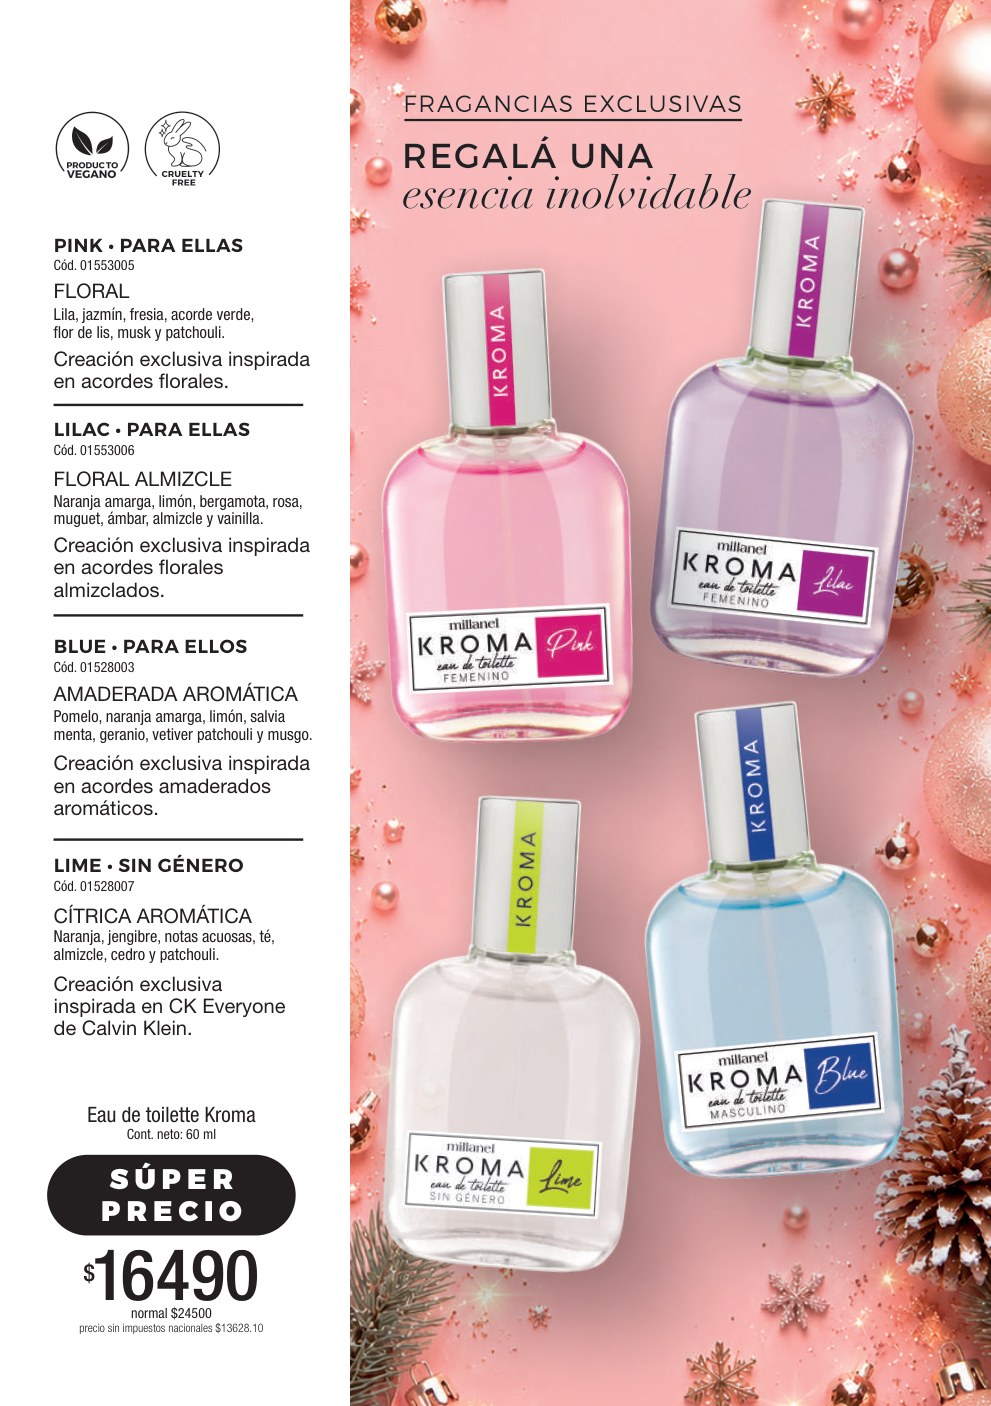 PRODUCTO
VEGANO
CRUELTY
FREE
PINK • PARA ELLAS
Cód. 01553005
FLORAL
Lila, jazmín, fresia, acorde verde,
flor de lis, musk y patchouli.
Creación exclusiva inspirada
en acordes florales.
LILAC • PARA ELLAS
Cód. 01553006
FLORAL ALMIZCLE
Naranja amarga, limón, bergamota, rosa,
muguet, ámbar, almizcle y vainilla.
Creación exclusiva inspirada
en acordes florales
almizclados.
BLUE • PARA ELLOS
Cód. 01528003
AMADERADA AROMÁTICA
Pomelo, naranja amarga, limón, salvia
menta, geranio, vetiver patchouli y musgo.
Creación exclusiva inspirada
en acordes amaderados
aromáticos.
LIME • SIN GÉNERO
Cód. 01528007
CÍTRICA AROMÁTICA
Naranja, jengibre, notas acuosas, té,
almizcle, cedro y patchouli.
Creación exclusiva
inspirada en CK Everyone
de Calvin Klein.
Eau de toilette Kroma
Cont. neto: 60 ml
SÚPER
PRECIO
$16490
normal $24500
precio sin impuestos nacionales $13628.10
FRAGANCIAS EXCLUSIVAS
REGALÁ UNA
esencia inolvidable
KROMA
millanel
KROMA
eau de toilette
FEMENINO
Pink
KROMA
millanel
KROMA
eau de toilette
FEMENINO
Lilac
KROMA
millanel
KROMA
eau de toilette
SIN GÉNERO
Lime
KROMA
millanel
KROMA
eau de toilette
MASCULINO
Blue